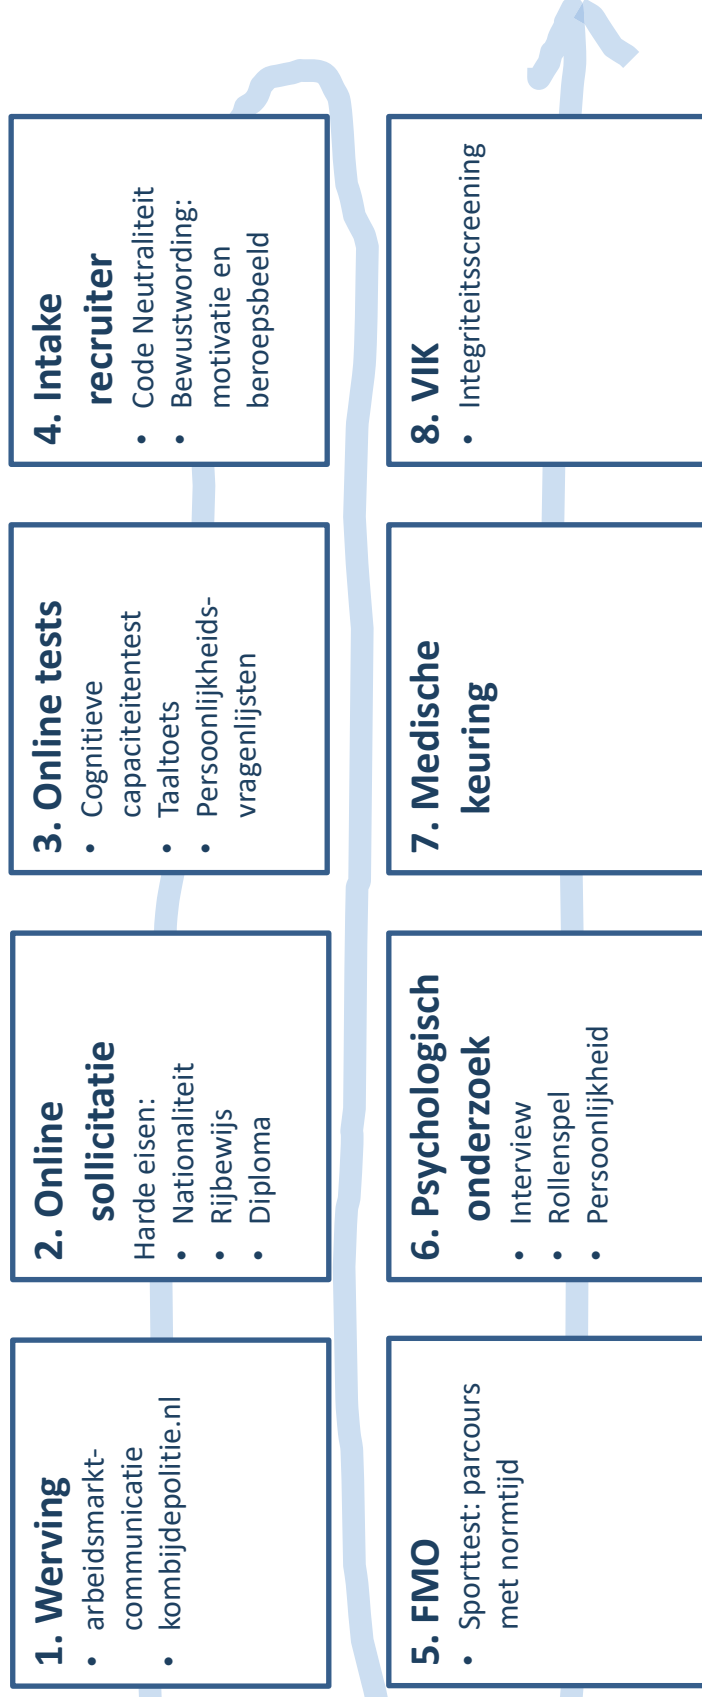 1. Werving
• arbeidsmarkt-
communicatie
• kombijdepolitie.nl
2. Online
sollicitatie
Harde eisen:
• Nationaliteit
• Rijbewijs
• Diploma
3. Online tests
• Cognitieve
capaciteitentest
• Taaltoets
• Persoonlijkheids-
vragenlijsten
4. Intake
recruiter
• Code Neutraliteit
• Bewustwording:
motivatie en
beroepsbeeld
5. FMO
• Sporttest: parcours
met normtijd
6. Psychologisch
onderzoek
• Interview
• Rollenspel
• Persoonlijkheid
7. Medische
keuring
8. VIK
• Integriteitsscreening